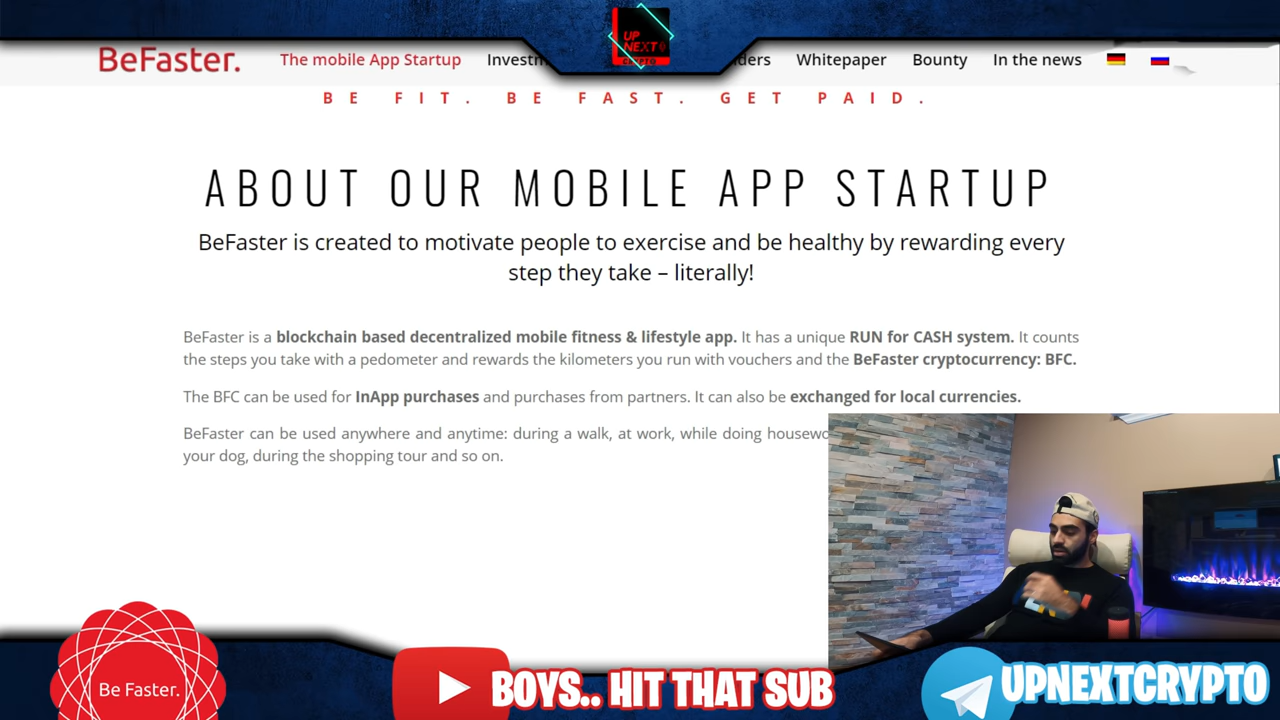 UP
NEXT
CRYPTO
BeFaster.
The mobile App Startup
Whitepaper
Bounty
In the news
BE FIT. BE FAST. GET PAID.
ABOUT OUR MOBILE APP STARTUP
BeFaster is created to motivate people to exercise and be healthy by rewarding every
step they take – literally!
BeFaster is a blockchain based decentralized mobile fitness & lifestyle app. It has a unique RUN for CASH system. It counts
the steps you take with a pedometer and rewards the kilometers you run with vouchers and the BeFaster cryptocurrency: BFC.
The BFC can be used for InApp purchases and purchases from partners. It can also be exchanged for local currencies.
BeFaster can be used anywhere and anytime: during a walk, at work, while doing
your dog, during the shopping tour and so on.
Be Faster.
BOYS.. HIT THAT SUB
UPNEXTCRYPTO